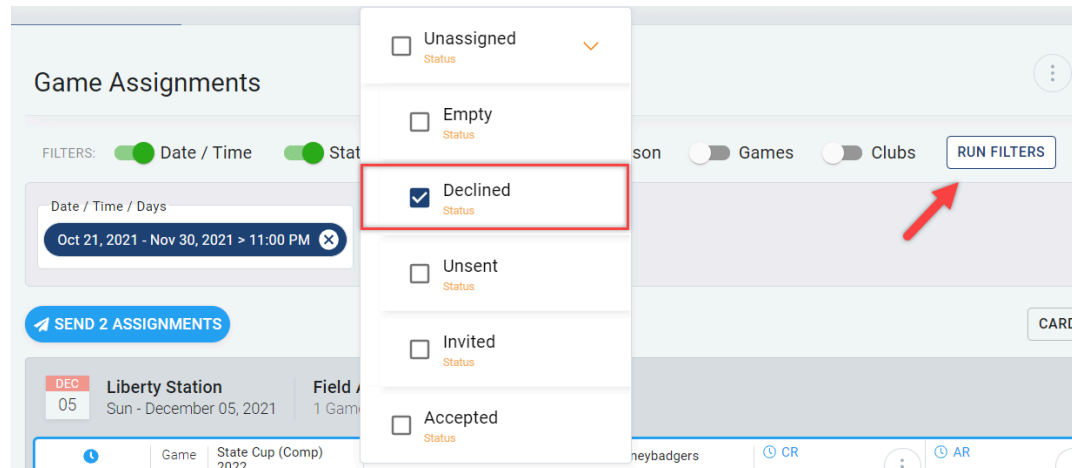 Game Assignments
FILTERS: Date / Time Stat son Games Clubs RUN FILTERS
Date / Time / Days
Oct 21, 2021 - Nov 30, 2021 > 11:00 PM
Unassigned
Status
Empty
Status
Declined
Status
Unsent
Status
Invited
Status
Accepted
Status
SEND 2 ASSIGNMENTS
CARD
DEC
05
Liberty Station
Sun - December 05, 2021
Field A
1 Game
Game
State Cup (Comp)
2022
neybadgers
CR
AR